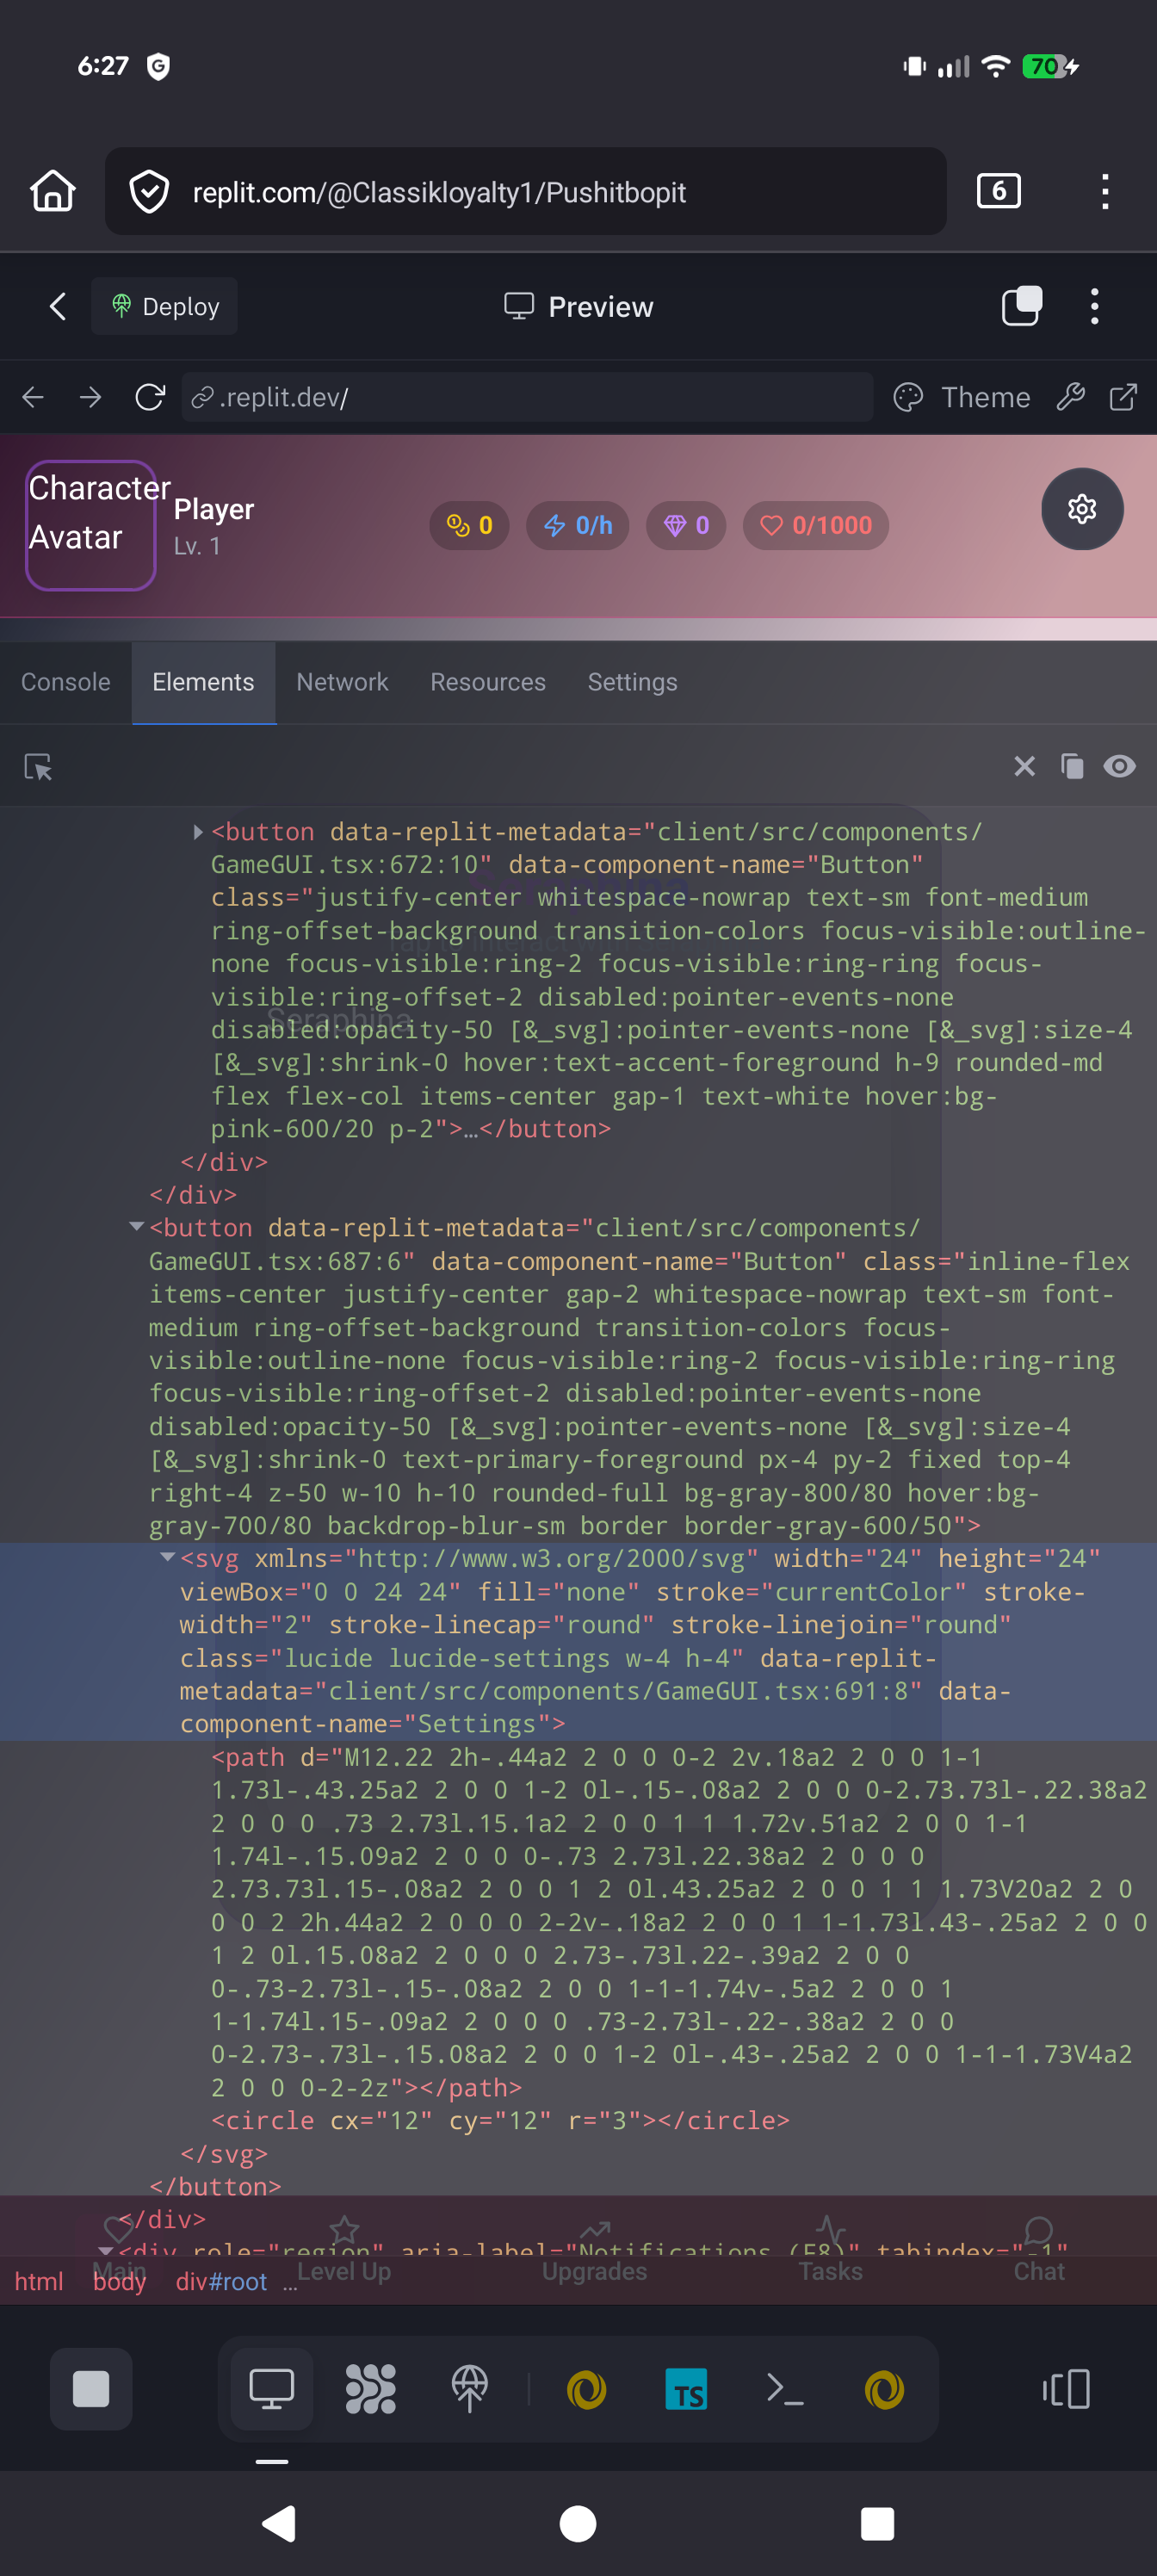 6:27
70
replit.com/@Classikloyalty1/Pushitbopit
6
Deploy
Preview
.replit.dev/
Theme
Character
Avatar
Player
Lv. 1
0
0/h
0
0/1000
Console
Elements
Network
Resources
Settings
<button data-replit-metadata="client/src/components/
GameGUI.tsx:672:10" data-component-name="Button"
class="justify-center whitespace-nowrap text-sm font-medium
ring-offset-background transition-colors focus-visible:outline-
none focus-visible:ring-2 focus-visible:ring-ring focus-
visible:ring-offset-2 disabled:pointer-events-none
Seraphina
disabled:opacity-50 [&_svg]:pointer-events-none [&_svg]:size-4
[&_svg]:shrink-0 hover:text-accent-foreground h-9 rounded-md
flex flex-col items-center gap-1 text-white hover:bg-
pink-600/20 p-2">…</button>
</div>
</div>
<button data-replit-metadata="client/src/components/
GameGUI.tsx:687:6" data-component-name="Button" class="inline-flex
items-center justify-center gap-2 whitespace-nowrap text-sm font-
medium ring-offset-background transition-colors focus-
visible:outline-none focus-visible:ring-2 focus-visible:ring-ring
focus-visible:ring-offset-2 disabled:pointer-events-none
disabled:opacity-50 [&_svg]:pointer-events-none [&_svg]:size-4
[&_svg]:shrink-0 text-primary-foreground px-4 py-2 fixed top-4
right-4 z-50 w-10 h-10 rounded-full bg-gray-800/80 hover:bg-
gray-700/80 backdrop-blur-sm border border-gray-600/50">
<svg xmlns="http://www.w3.org/2000/svg" width="24" height="24"
viewBox="0 0 24 24" fill="none" stroke="currentColor" stroke-
width="2" stroke-linecap="round" stroke-linejoin="round"
class="lucide lucide-settings w-4 h-4" data-replit-
metadata="client/src/components/GameGUI.tsx:691:8" data-
component-name="Settings">
<path d="M12.22 2h-.44a2 2 0 0 0-2 2v.18a2 2 0 0 1-1
1.73l-.43.25a2 2 0 0 1-2 0l-.15-.08a2 2 0 0 0-2.73.73l-.22.38a2
2 0 0 0 .73 2.73l.15.1a2 2 0 0 1 1 1.72v.51a2 2 0 0 1-1
1.74l-.15.09a2 2 0 0 0-.73 2.73l.22.38a2 2 0 0 0
2.73.73l.15-.08a2 2 0 0 1 2 0l.43.25a2 2 0 0 1 1 1.73V20a2 2 0
0 0 2 2h.44a2 2 0 0 0 2-2v-.18a2 2 0 0 1 1-1.73l.43-.25a2 2 0 0
1 2 0l.15.08a2 2 0 0 0 2.73-.73l.22-.39a2 2 0 0
0-.73-2.73l-.15-.08a2 2 0 0 1-1-1.74v-.5a2 2 0 0 1
1-1.74l.15-.09a2 2 0 0 0 .73-2.73l-.22-.38a2 2 0 0
0-2.73-.73l-.15.08a2 2 0 0 1-2 0l-.43-.25a2 2 0 0 1-1-1.73V4a2
2 0 0 0-2-2z"></path>
<circle cx="12" cy="12" r="3"></circle>
</svg>
</button>
</div>
<div role="region" aria-label="Notifications (F8)" tabindex="-1"
Main
Level Up
Upgrades
Tasks
Chat
html
body
div#root
…
TS